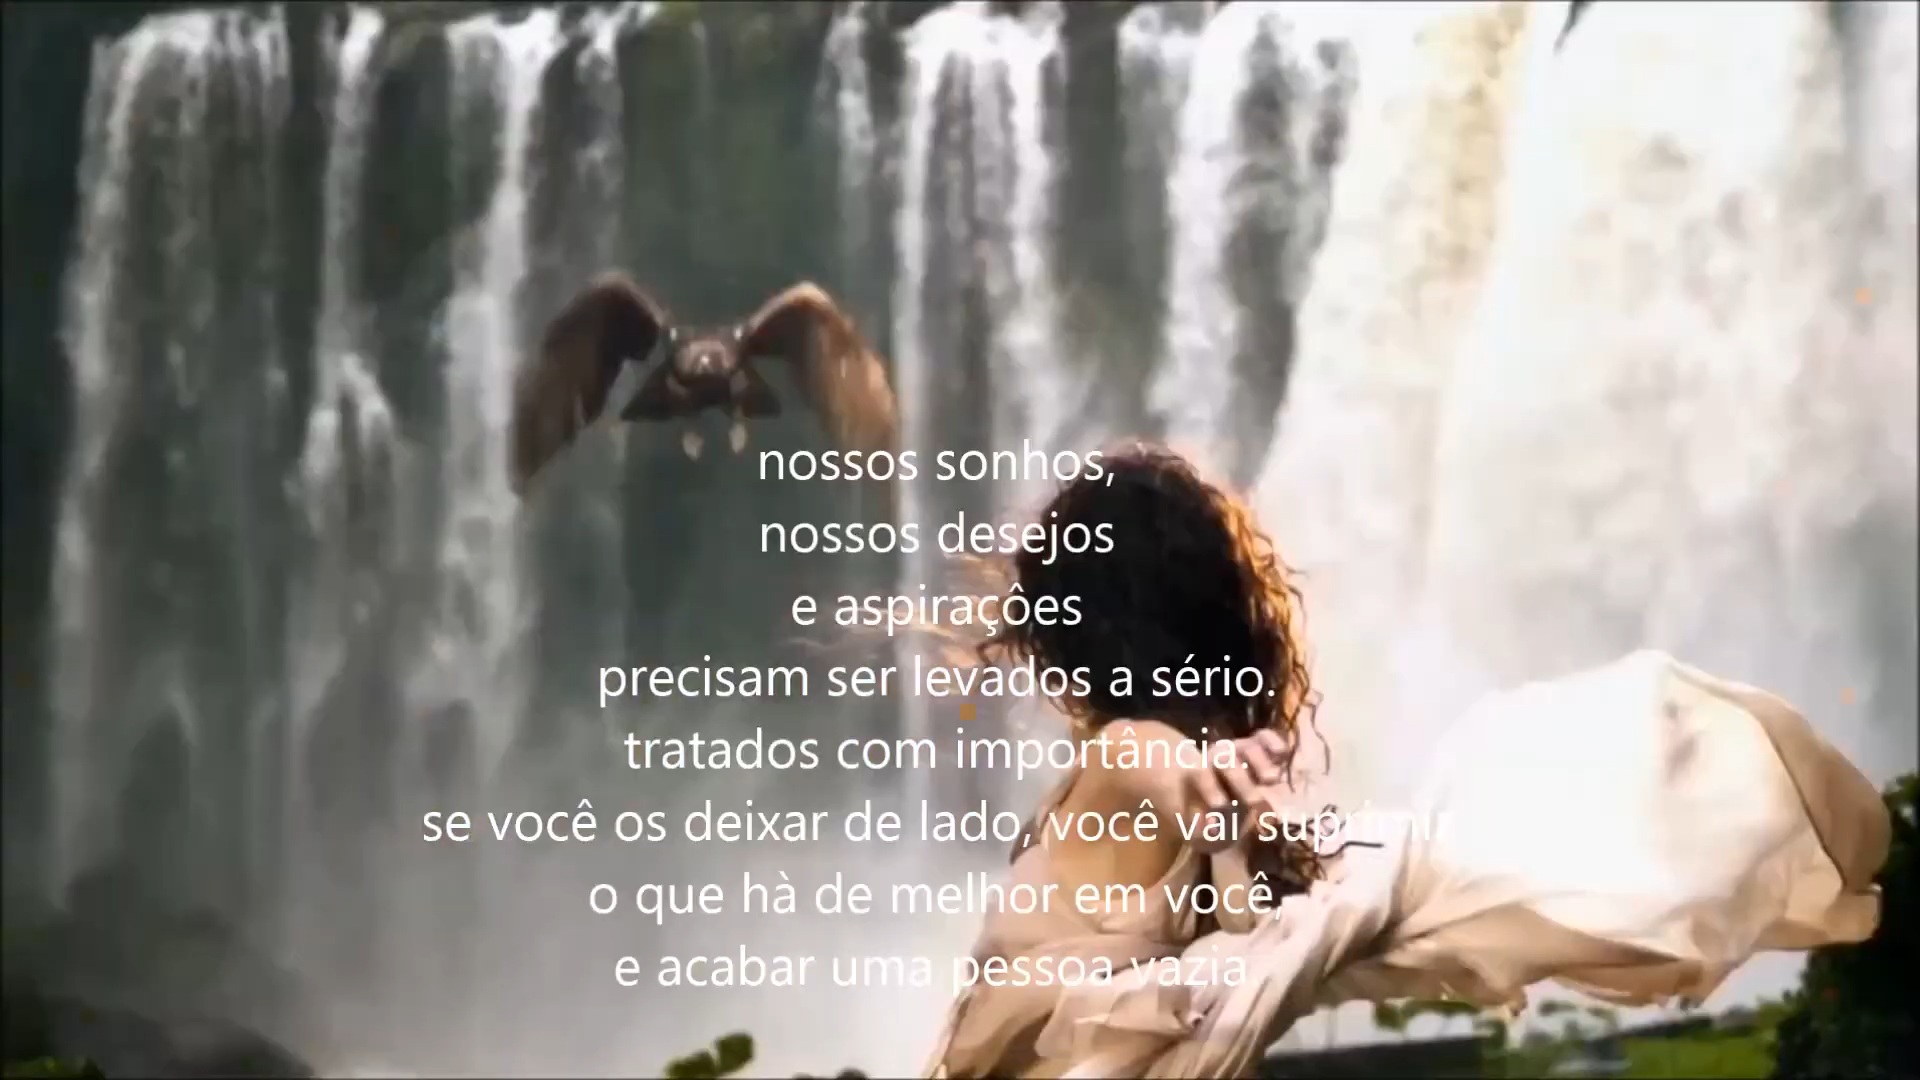 nossos sonhos,
nossos desejos
e aspiraçôes
precisam ser levados a sério.
tratados com importância.
se você os deixar de lado, você vai suprimir
o que hà de melhor em você,
e acabar uma pessoa vazia.